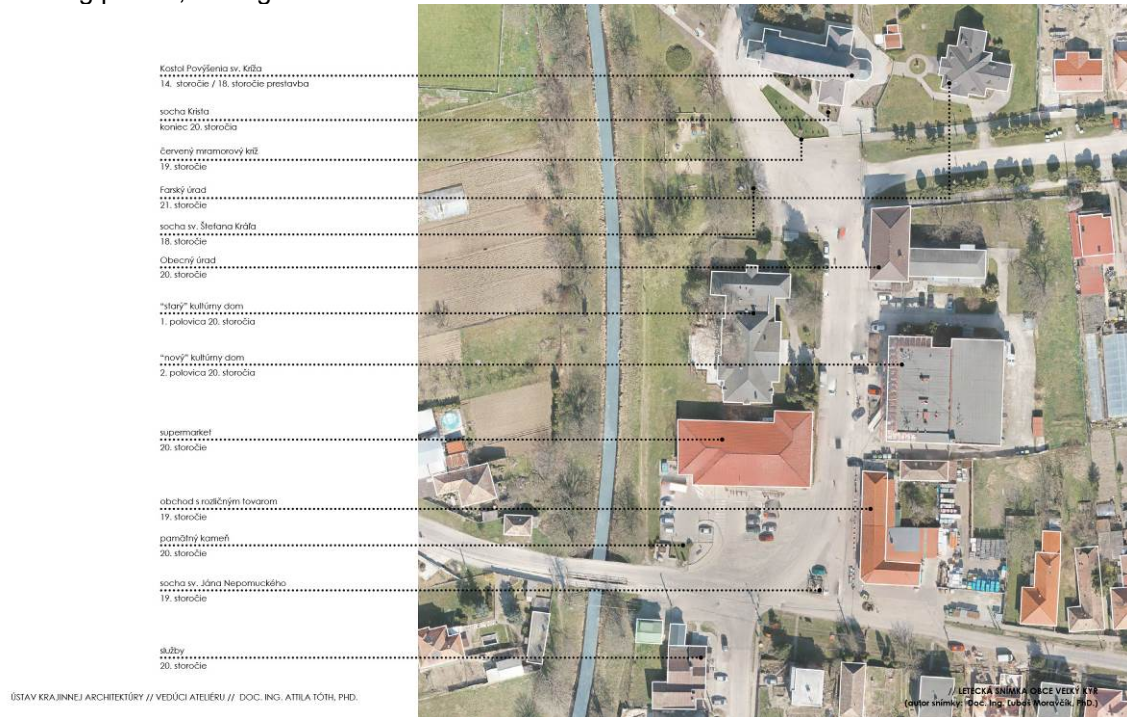 Kostol Povýšenia sv. Kríža
14. storočie / 18. storočie prestavba
socha Krista
koniec 20. storočia
červený mramorový kríž
19. storočie
Farský úrad
21. storočie
socha sv. Štefana Kráľa
18. storočie
Obecný úrad
20. storočie
"starý" kultúrny dom
1. polovica 20. storočia
"nový" kultúrny dom
2. polovica 20. storočia
supermarket
20. storočie
obchod s rozličným tovarom
19. storočie
pamätný kameň
20. storočie
socha sv. Jána Nepomuckého
19. storočie
služby
20. storočie
ÚSTAV KRAJINNEJ ARCHITEKTÚRY // VEDÚCI ATELIÉRU // DOC. ING. ATTILA TÓTH, PHD.
// LETECKÁ SNÍMKA OBCE VEĽKÝ KÝR
(autor snímky: Doc. Ing. Ľuboš Moravčík, PhD.)